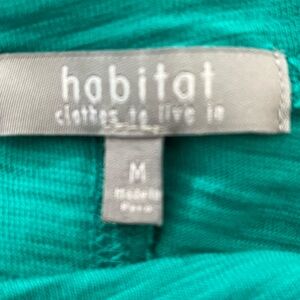 habitat
clothes to live in
M
Made in
Peru